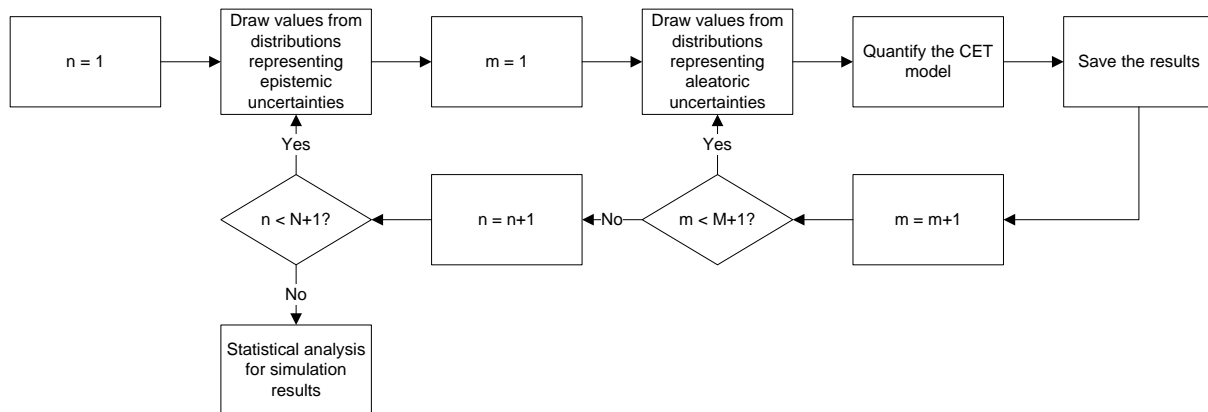 n = 1
Draw values from
distributions
representing
epistemic
uncertainties
m = 1
Draw values from
distributions
representing
aleatoric
uncertainties
Quantify the CET
model
Save the results
Yes
Yes
n < N+1?
n = n+1
No
m < M+1?
m = m+1
No
Statistical analysis
for simulation
results